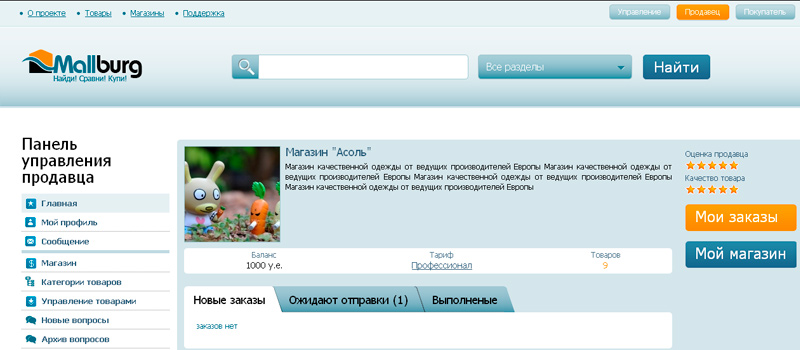 О проекте Товары Магазины Поддержка
Управление Продавец Покупатель
Mallburg
Найди! Сравни! Купи!
Все разделы
Найти
Панель
управления
продавца
Главная
Мой профиль
Сообщение
Магазин
Категории товаров
Управление товарами
Новые вопросы
Архив вопросов
Магазин "Асоль"
Магазин качественной одежды от ведущих производителей Европы Магазин качественной одежды от
ведущих производителей Европы Магазин качественной одежды от ведущих производителей Европы
Магазин качественной одежды от ведущих производителей Европы
Баланс Тариф Товаров
1000 у.е. Профессионал 9
Новые заказы Ожидают отправки (1) Выполненые
заказов нет
Оценка продавца
Качество товара
Мои заказы
Мой магазин